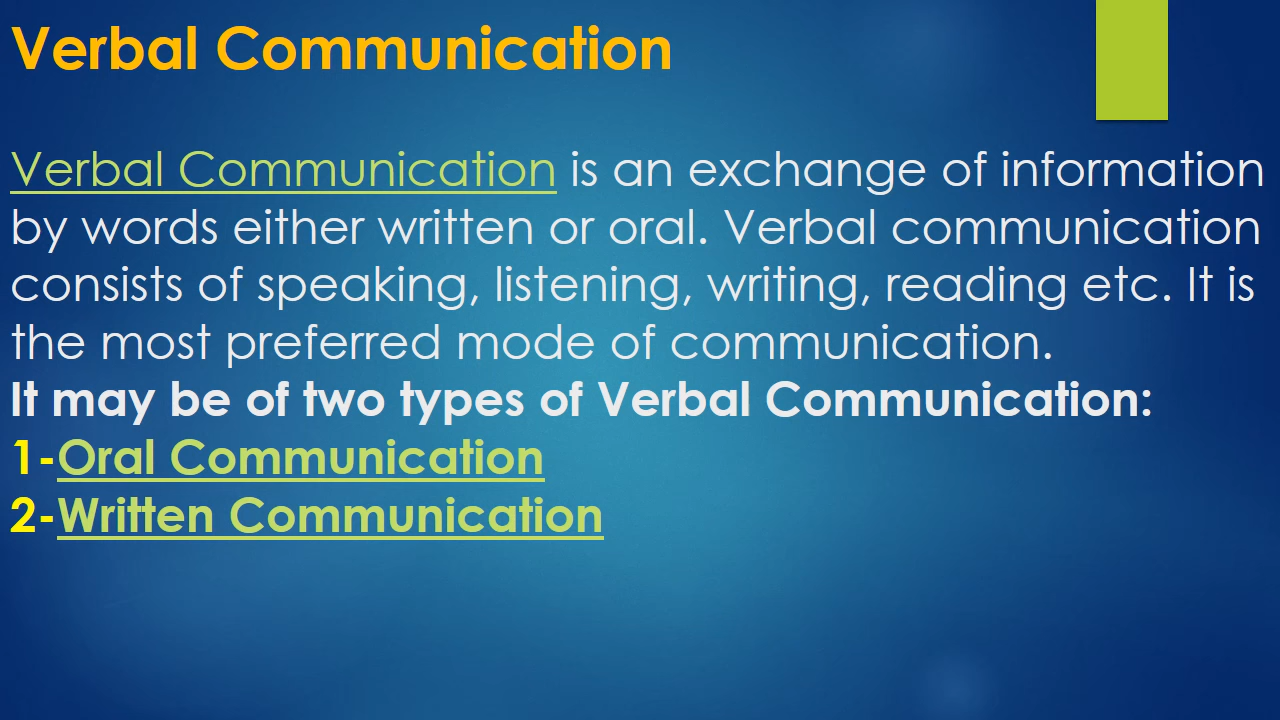 Verbal Communication
Verbal Communication is an exchange of information
by words either written or oral. Verbal communication
consists of speaking, listening, writing, reading etc. It is
the most preferred mode of communication.
It may be of two types of Verbal Communication:
1-Oral Communication
2-Written Communication